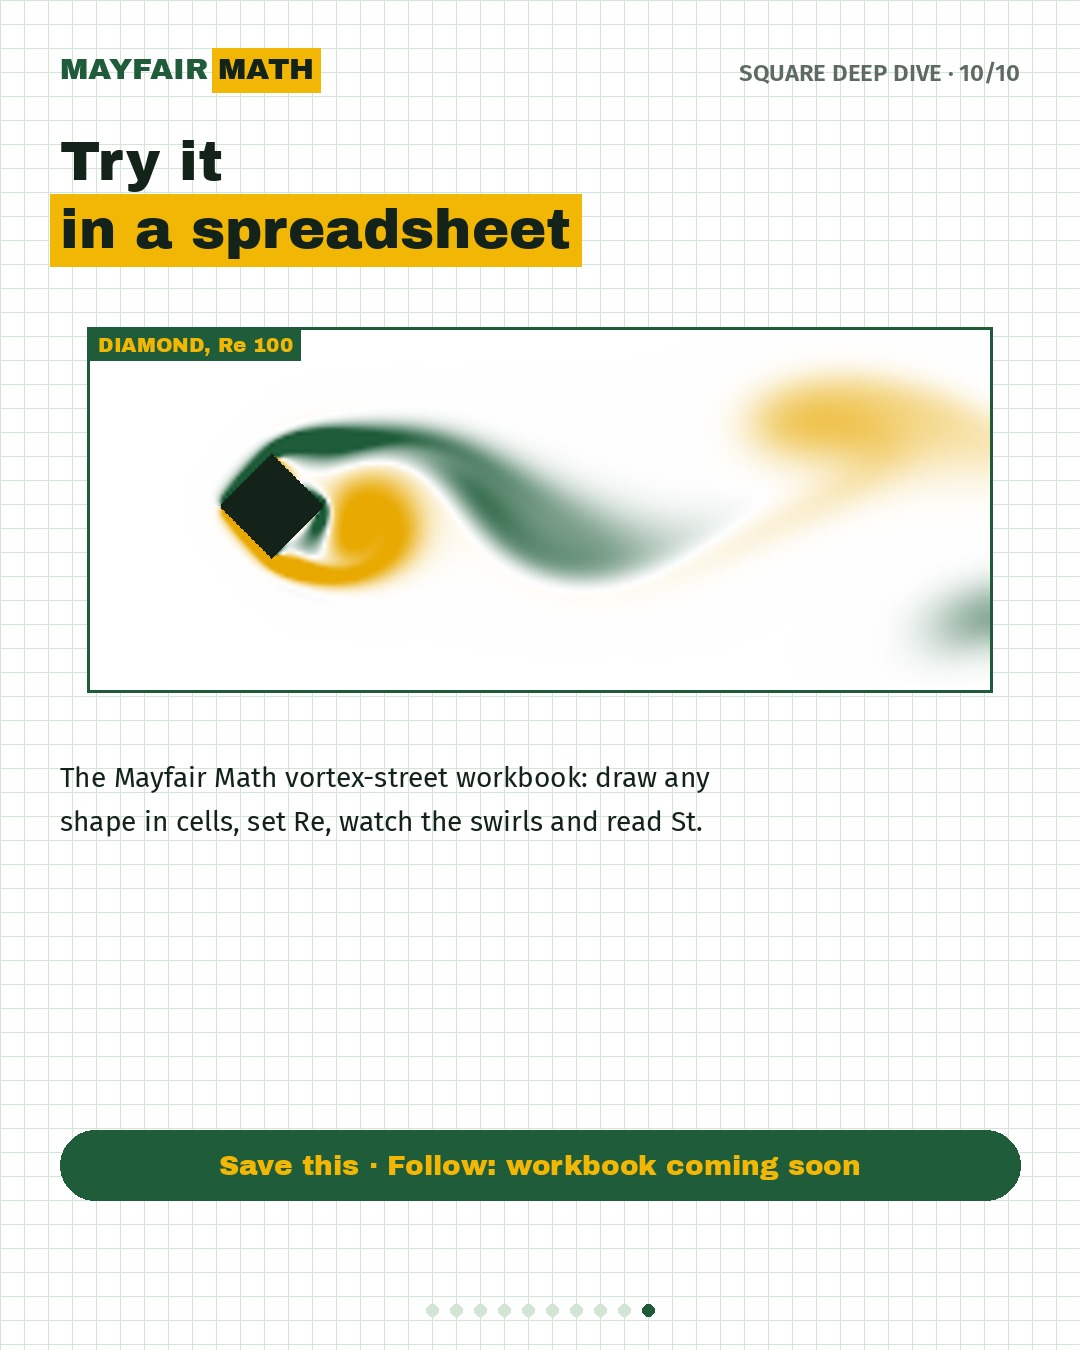 MAYFAIR MATH
SQUARE DEEP DIVE · 10/10
Try it
in a spreadsheet
DIAMOND, Re 100
The Mayfair Math vortex-street workbook: draw any
shape in cells, set Re, watch the swirls and read St.
Save this · Follow: workbook coming soon